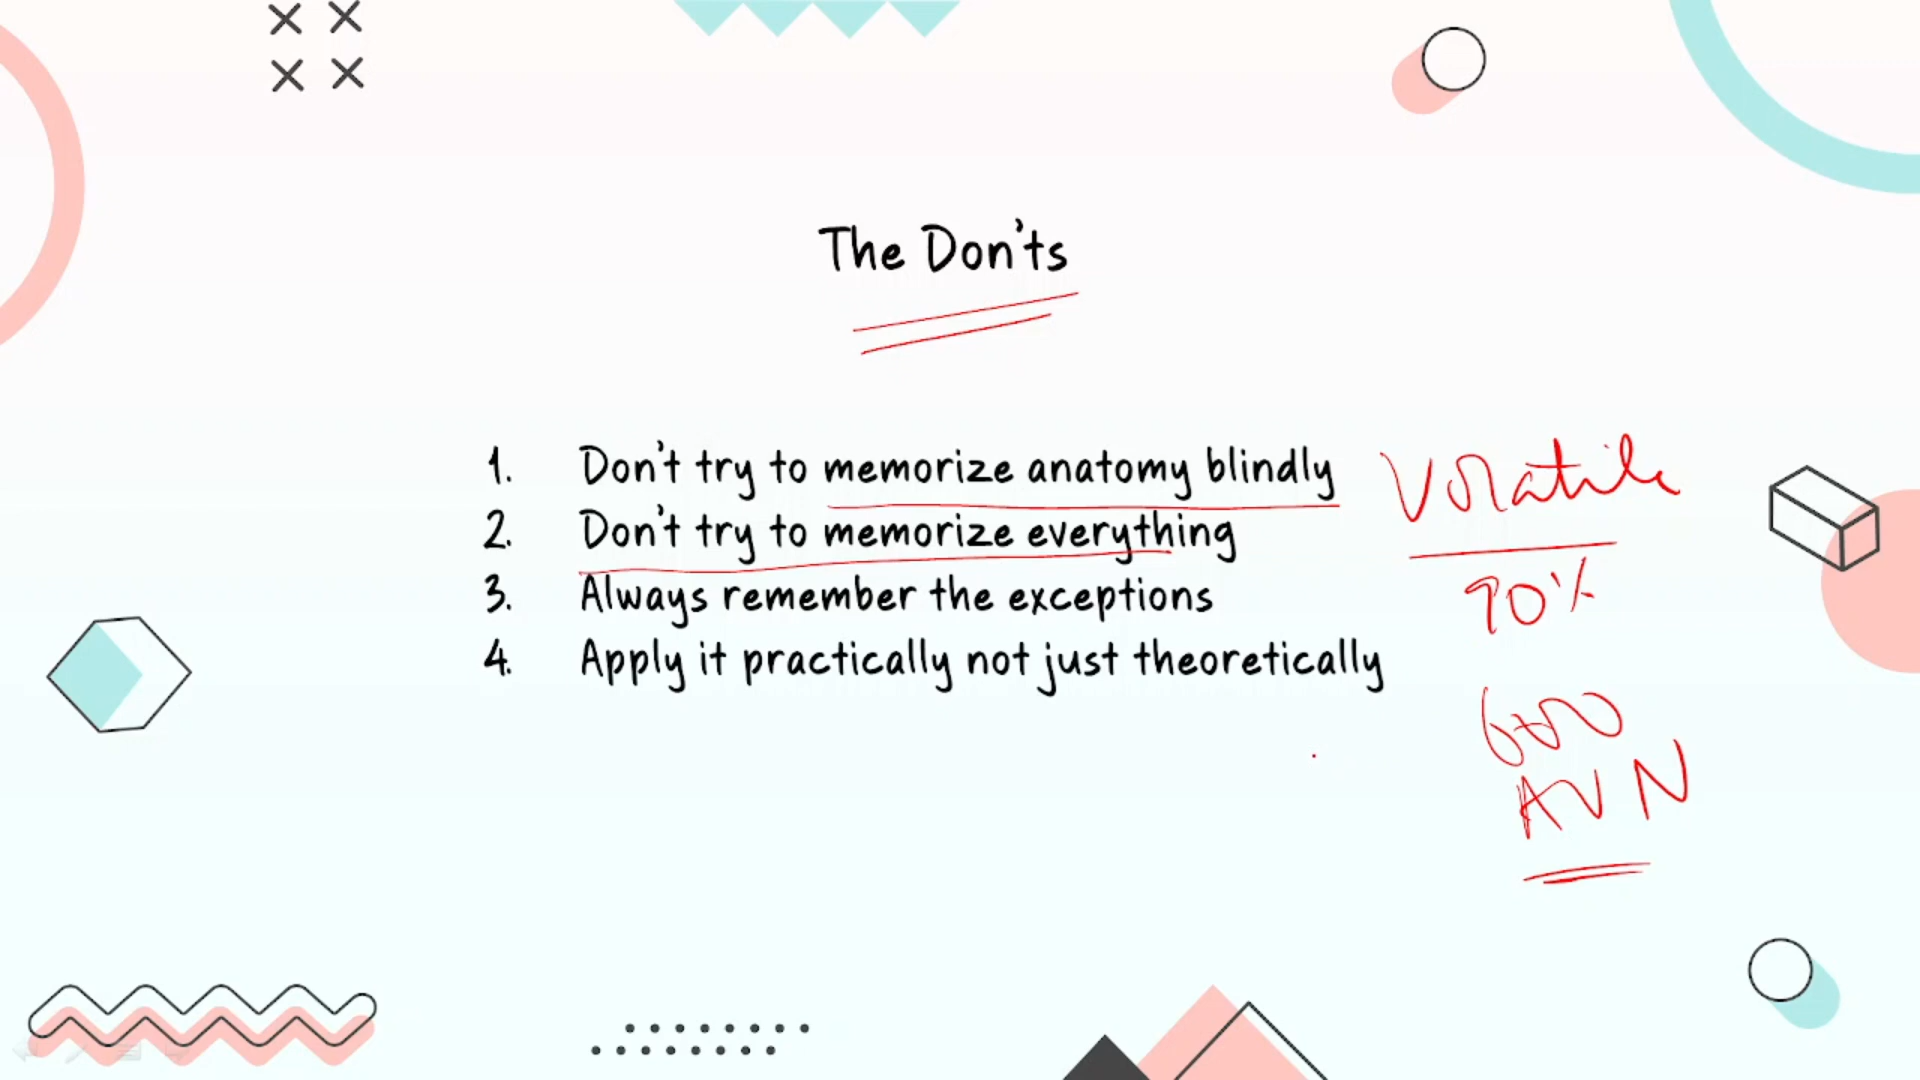 The Don'ts
1. Don't try to memorize anatomy blindly
2. Don't try to memorize everything
3. Always remember the exceptions
4. Apply it practically not just theoretically
Volatile
90%
600
AVN